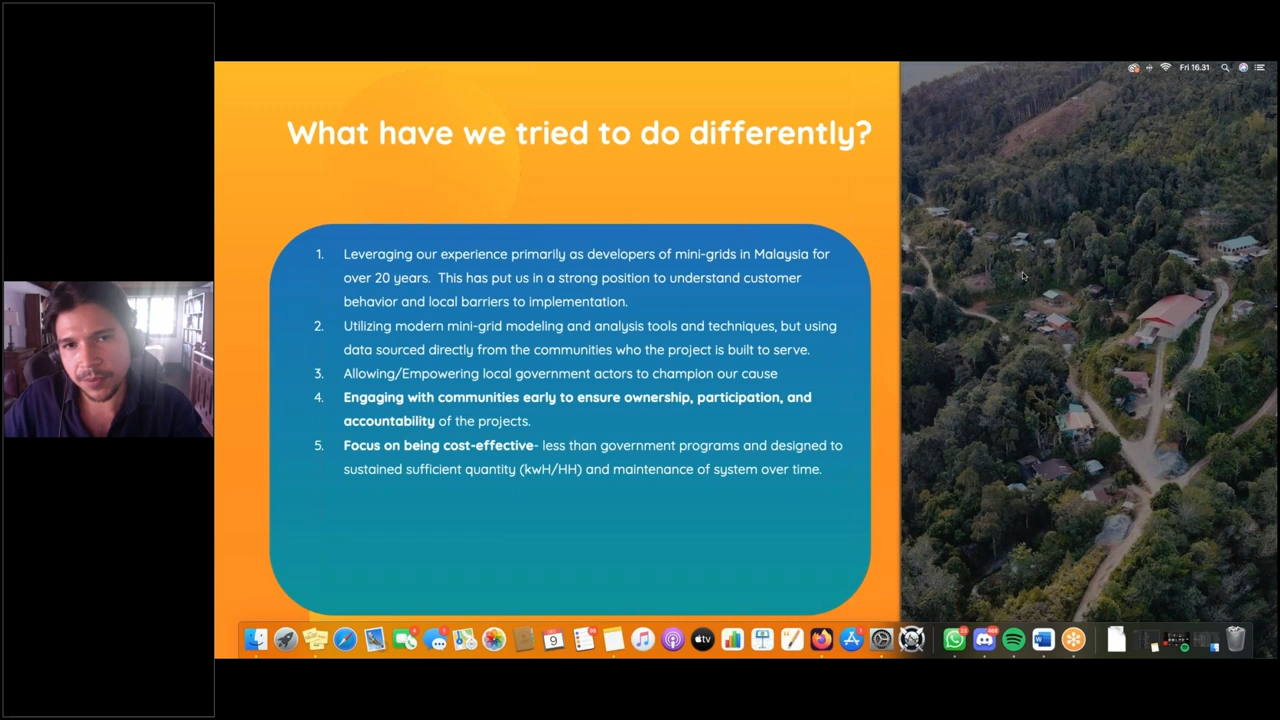 Fri 16.31
What have we tried to do differently?
1. Leveraging our experience primarily as developers of mini-grids in Malaysia for
over 20 years. This has put us in a strong position to understand customer
behavior and local barriers to implementation.
2. Utilizing modern mini-grid modeling and analysis tools and techniques, but using
data sourced directly from the communities who the project is built to serve.
3. Allowing/Empowering local government actors to champion our cause
4. Engaging with communities early to ensure ownership, participation, and
accountability of the projects.
5. Focus on being cost-effective- less than government programs and designed to
sustained sufficient quantity (kwH/HH) and maintenance of system over time.
9
tv
W